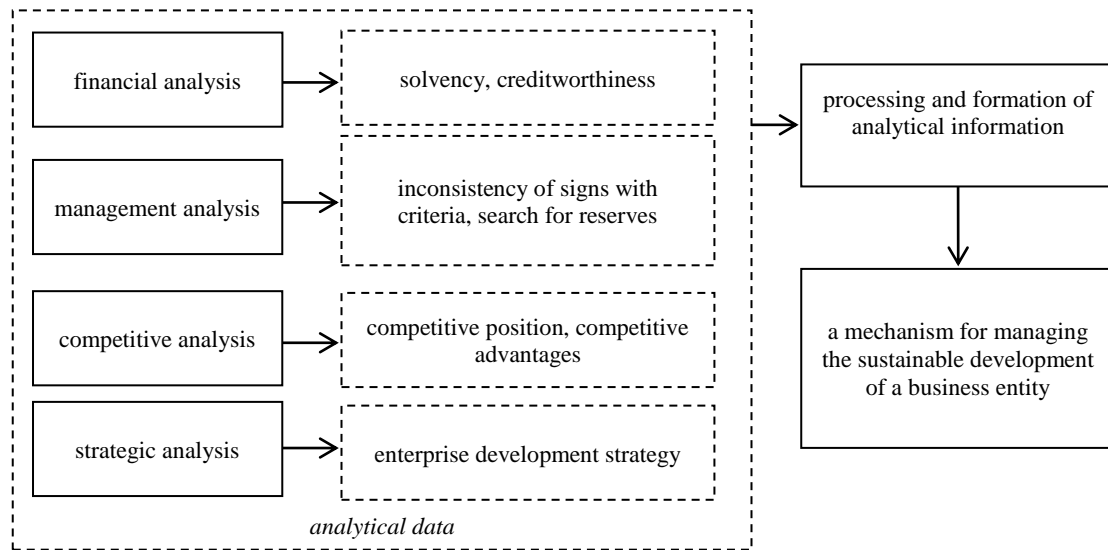 financial analysis
solvency, creditworthiness
processing and formation of
analytical information
management analysis
inconsistency of signs with
criteria, search for reserves
competitive analysis
competitive position, competitive
advantages
a mechanism for managing
the sustainable development
of a business entity
strategic analysis
enterprise development strategy
analytical data